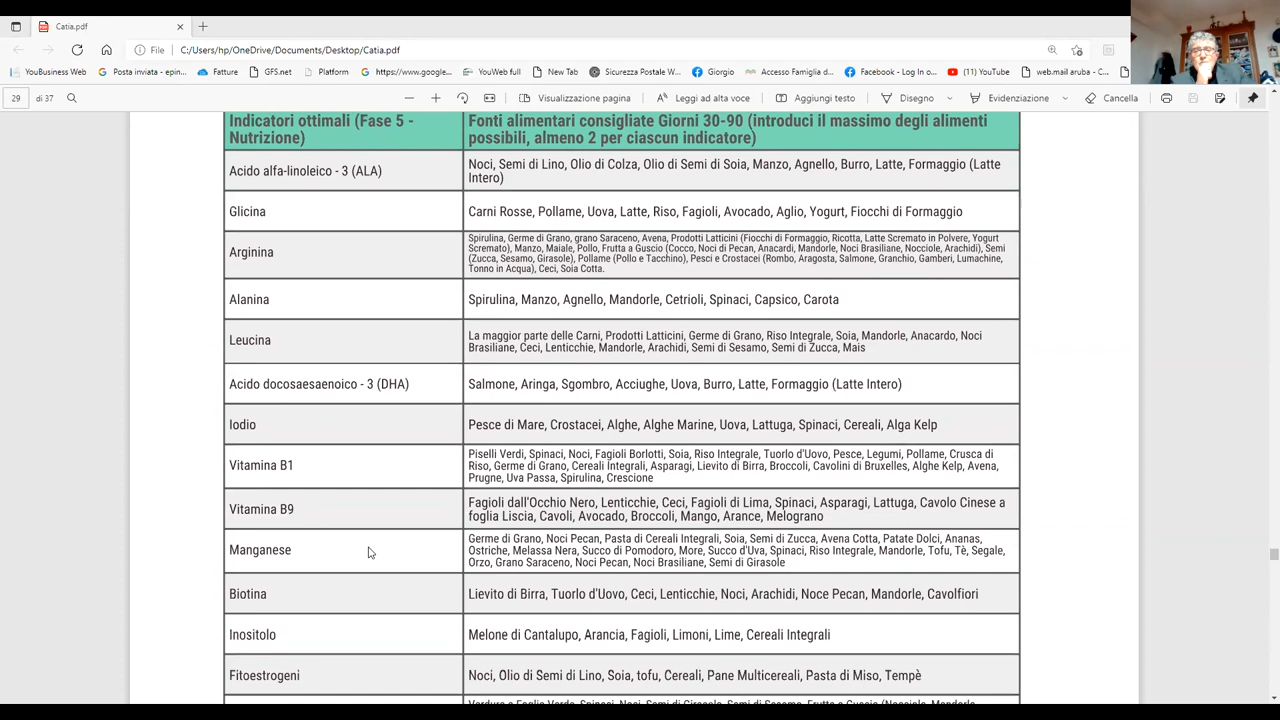 Catia.pdf
File
C:/Users/hp/OneDrive/Documents/Desktop/Catia.pdf
YouBusiness Web
Posta inviata - epin...
Fatture
GFS.net
Platform
https://www.google...
YouWeb full
New Tab
Sicurezza Postale W...
Giorgio
Accesso Famiglia d...
Facebook - Log In o...
(11) YouTube
web.mail aruba - C...
29 di 37
Visualizzazione pagina
Leggi ad alta voce
Aggiungi testo
Disegno
Evidenziazione
Cancella
Indicatori ottimali (Fase 5 -
Nutrizione)
Fonti alimentari consigliate Giorni 30-90 (introduci il massimo degli alimenti
possibili, almeno 2 per ciascun indicatore)
Acido alfa-linoleico - 3 (ALA)
Noci, Semi di Lino, Olio di Colza, Olio di Semi di Soia, Manzo, Agnello, Burro, Latte, Formaggio (Latte
Intero)
Glicina
Carni Rosse, Pollame, Uova, Latte, Riso, Fagioli, Avocado, Aglio, Yogurt, Fiocchi di Formaggio
Arginina
Spirulina, Germe di Grano, grano Saraceno, Avena, Prodotti Latticini (Fiocchi di Formaggio, Ricotta, Latte Scremato in Polvere, Yogurt
Scremato), Manzo, Maiale, Pollo, Frutta a Guscio (Cocco, Noci di Pecan, Anacardi, Mandorle, Noci Brasiliane, Nocciole, Arachidi), Semi
(Zucca, Sesamo, Girasole), Pollame (Pollo e Tacchino), Pesci e Crostacei (Rombo, Aragosta, Salmone, Granchio, Gamberi, Lumachine,
Tonno in Acqua), Ceci, Soia Cotta.
Alanina
Spirulina, Manzo, Agnello, Mandorle, Cetrioli, Spinaci, Capsico, Carota
Leucina
La maggior parte delle Carni, Prodotti Latticini, Germe di Grano, Riso Integrale, Soia, Mandorle, Anacardo, Noci
Brasiliane, Ceci, Lenticchie, Mandorle, Arachidi, Semi di Sesamo, Semi di Zucca, Mais
Acido docosaesaenoico - 3 (DHA)
Salmone, Aringa, Sgombro, Acciughe, Uova, Burro, Latte, Formaggio (Latte Intero)
Iodio
Pesce di Mare, Crostacei, Alghe, Alghe Marine, Uova, Lattuga, Spinaci, Cereali, Alga Kelp
Vitamina B1
Piselli Verdi, Spinaci, Noci, Fagioli Borlotti, Soia, Riso Integrale, Tuorlo d'Uovo, Pesce, Legumi, Pollame, Crusca di
Riso, Germe di Grano, Cereali Integrali, Asparagi, Lievito di Birra, Broccoli, Cavolini di Bruxelles, Alghe Kelp, Avena,
Prugne, Uva Passa, Spirulina, Crescione
Vitamina B9
Fagioli dall'Occhio Nero, Lenticchie, Ceci, Fagioli di Lima, Spinaci, Asparagi, Lattuga, Cavolo Cinese a
foglia Liscia, Cavoli, Avocado, Broccoli, Mango, Arance, Melograno
Manganese
Germe di Grano, Noci Pecan, Pasta di Cereali Integrali, Soia, Semi di Zucca, Avena Cotta, Patate Dolci, Ananas,
Ostriche, Melassa Nera, Succo di Pomodoro, More, Succo d'Uva, Spinaci, Riso Integrale, Mandorle, Tofu, Tè, Segale,
Orzo, Grano Saraceno, Noci Pecan, Noci Brasiliane, Semi di Girasole
Biotina
Lievito di Birra, Tuorlo d'Uovo, Ceci, Lenticchie, Noci, Arachidi, Noce Pecan, Mandorle, Cavolfiori
Inositolo
Melone di Cantalupo, Arancia, Fagioli, Limoni, Lime, Cereali Integrali
Fitoestrogeni
Noci, Olio di Semi di Lino, Soia, tofu, Cereali, Pane Multicereali, Pasta di Miso, Tempè